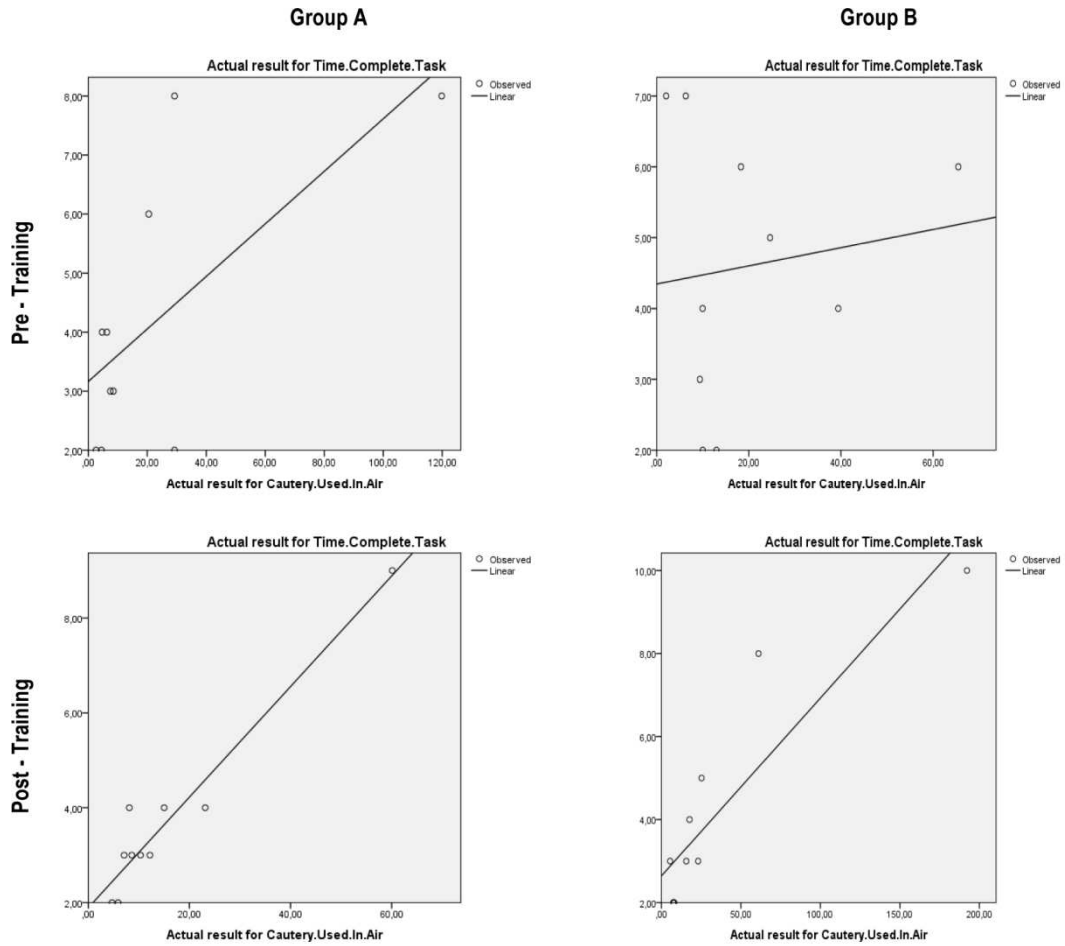 Group A
Group B
Pre - Training
Actual result for Time.Complete.Task
Observed
Linear
8,00
7,00
6,00
5,00
4,00
3,00
2,00
,00
20,00
40,00
60,00
80,00
100,00
120,00
Actual result for Cautery.Used.In.Air
Actual result for Time.Complete.Task
Observed
Linear
7,00
6,00
5,00
4,00
3,00
2,00
,00
20,00
40,00
60,00
Actual result for Cautery.Used.In.Air
Post - Training
Actual result for Time.Complete.Task
Observed
Linear
8,00
6,00
4,00
2,00
,00
20,00
40,00
60,00
Actual result for Cautery.Used.In.Air
Actual result for Time.Complete.Task
Observed
Linear
10,00
8,00
6,00
4,00
2,00
,00
50,00
100,00
150,00
200,00
Actual result for Cautery.Used.In.Air